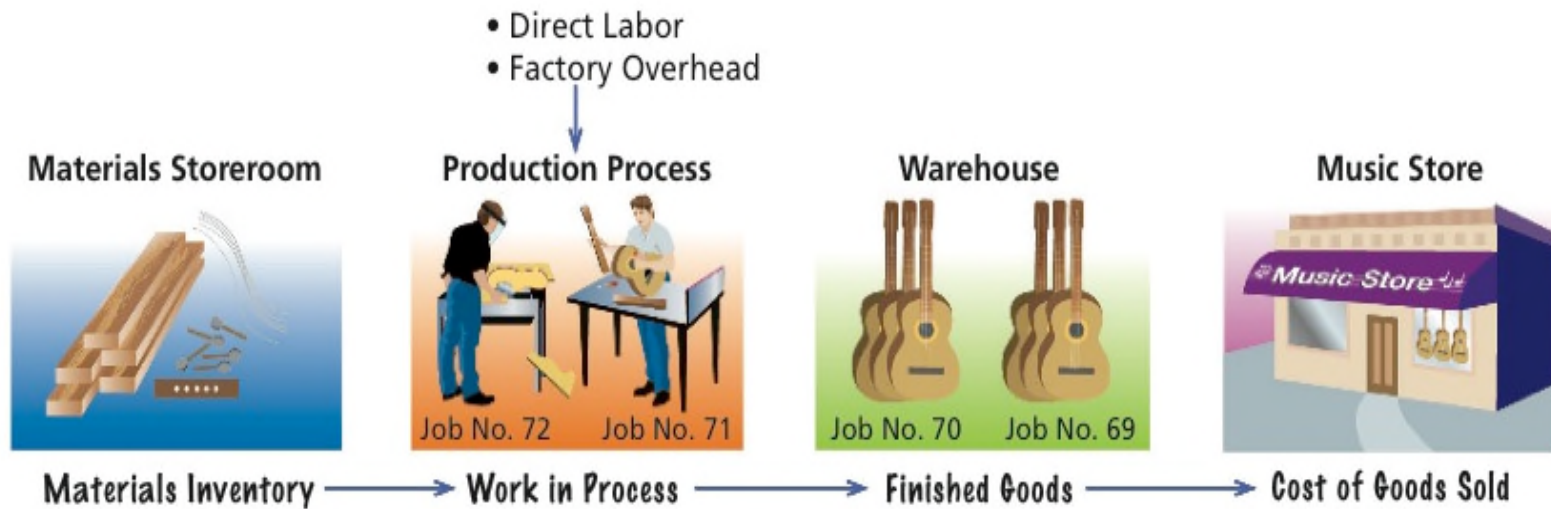 • Direct Labor
• Factory Overhead
Materials Storeroom
Production Process
Warehouse
Music Store
Music Store
Job No. 72
Job No. 71
Job No. 70
Job No. 69
Materials Inventory
Work in Process
Finished Goods
Cost of Goods Sold